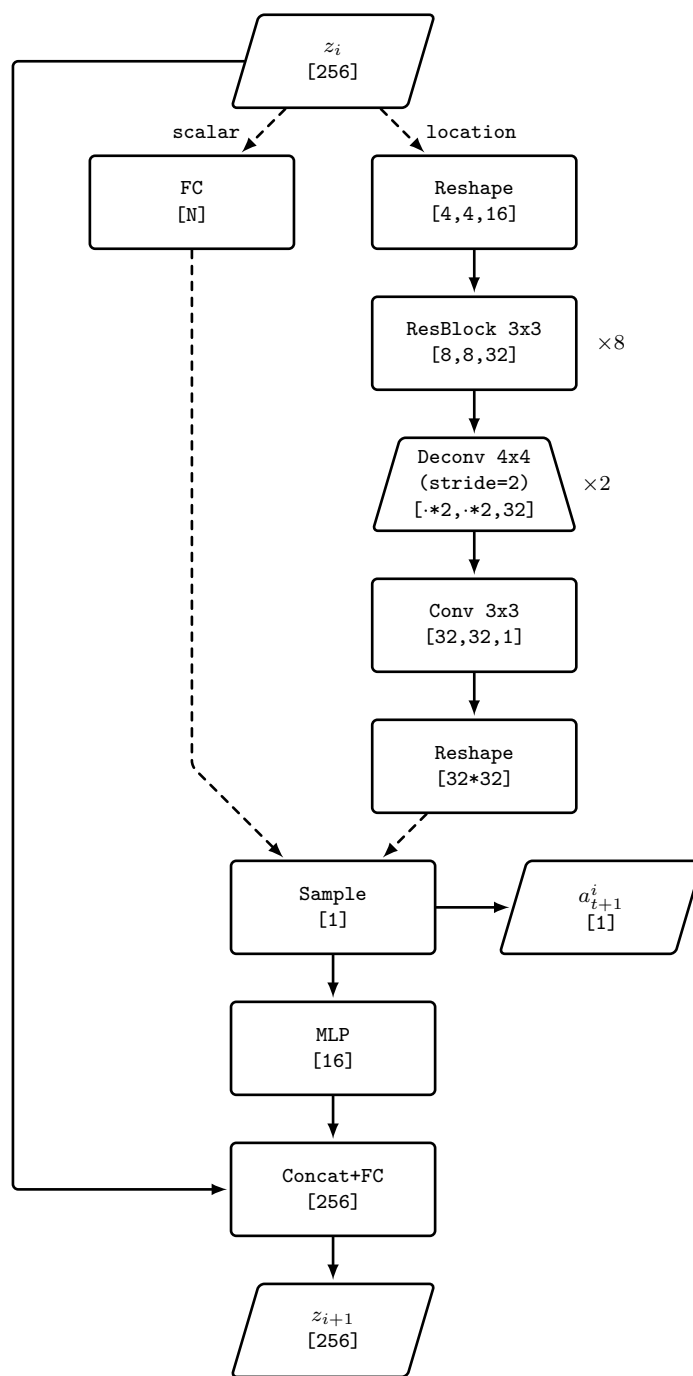 z_i
[256]
scalar
location
FC
[N]
Reshape
[4,4,16]
ResBlock 3x3
[8,8,32]
×8
Deconv 4x4
(stride=2)
[·*2,·*2,32]
×2
Conv 3x3
[32,32,1]
Reshape
[32*32]
Sample
[1]
a^i_{t+1}
[1]
MLP
[16]
Concat+FC
[256]
z_{i+1}
[256]